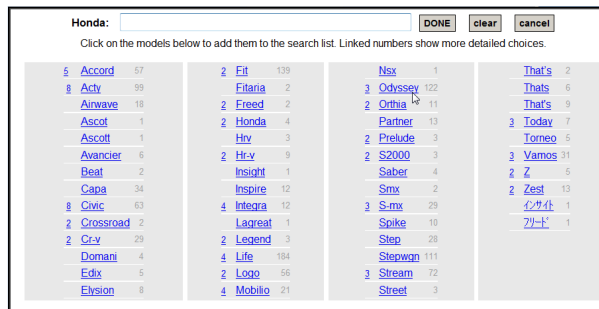 Honda: DONE clear cancel
Click on the models below to add them to the search list. Linked numbers show more detailed choices.
5 Accord 57
8 Acty 99
Airwave 18
Ascot 1
Ascott 1
Avancier 6
Beat 2
Capa 34
8 Civic 63
2 Crossroad 2
2 Cr-v 29
Domani 4
Edix 5
Elysion 8
2 Fit 139
Fitaria 2
2 Freed 2
2 Honda 4
Hrv 3
2 Hr-v 9
Insight 1
Inspire 12
4 Integra 12
Lagreat 1
2 Legend 3
4 Life 184
2 Logo 56
4 Mobilio 21
Nsx 1
3 Odyssey 122
2 Orthia 11
Partner 13
2 Prelude 3
2 S2000 3
Saber 4
Smx 2
3 S-mx 29
Spike 10
Step 28
Stepwgn 111
3 Stream 72
Street 3
That's 2
Thats 6
That's 9
3 Today 7
Torneo 5
3 Vamos 31
2 Z 5
2 Zest 13
インサイト 1
フリード 1